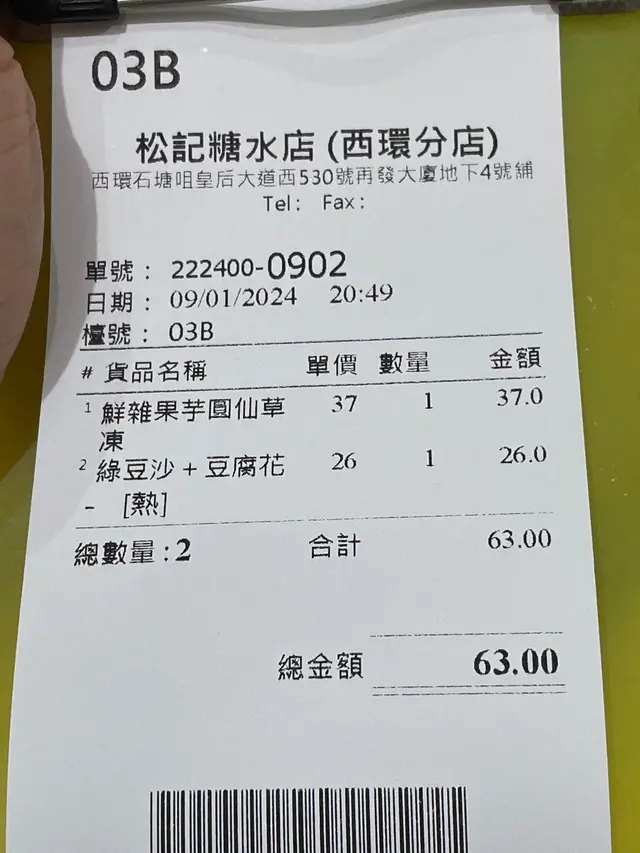 03B
松記糖水店 (西環分店)
西環石塘咀皇后大道西530號再發大廈地下4號舖
Tel: Fax:
單號： 222400-0902
日期： 09/01/2024 20:49
檯號： 03B
# 貨品名稱 單價 數量 金額
1 鮮雜果芋圓仙草 37 1 37.0
凍
2 綠豆沙＋豆腐花 26 1 26.0
- [熱]
總數量 : 2 合計 63.00
總金額 63.00